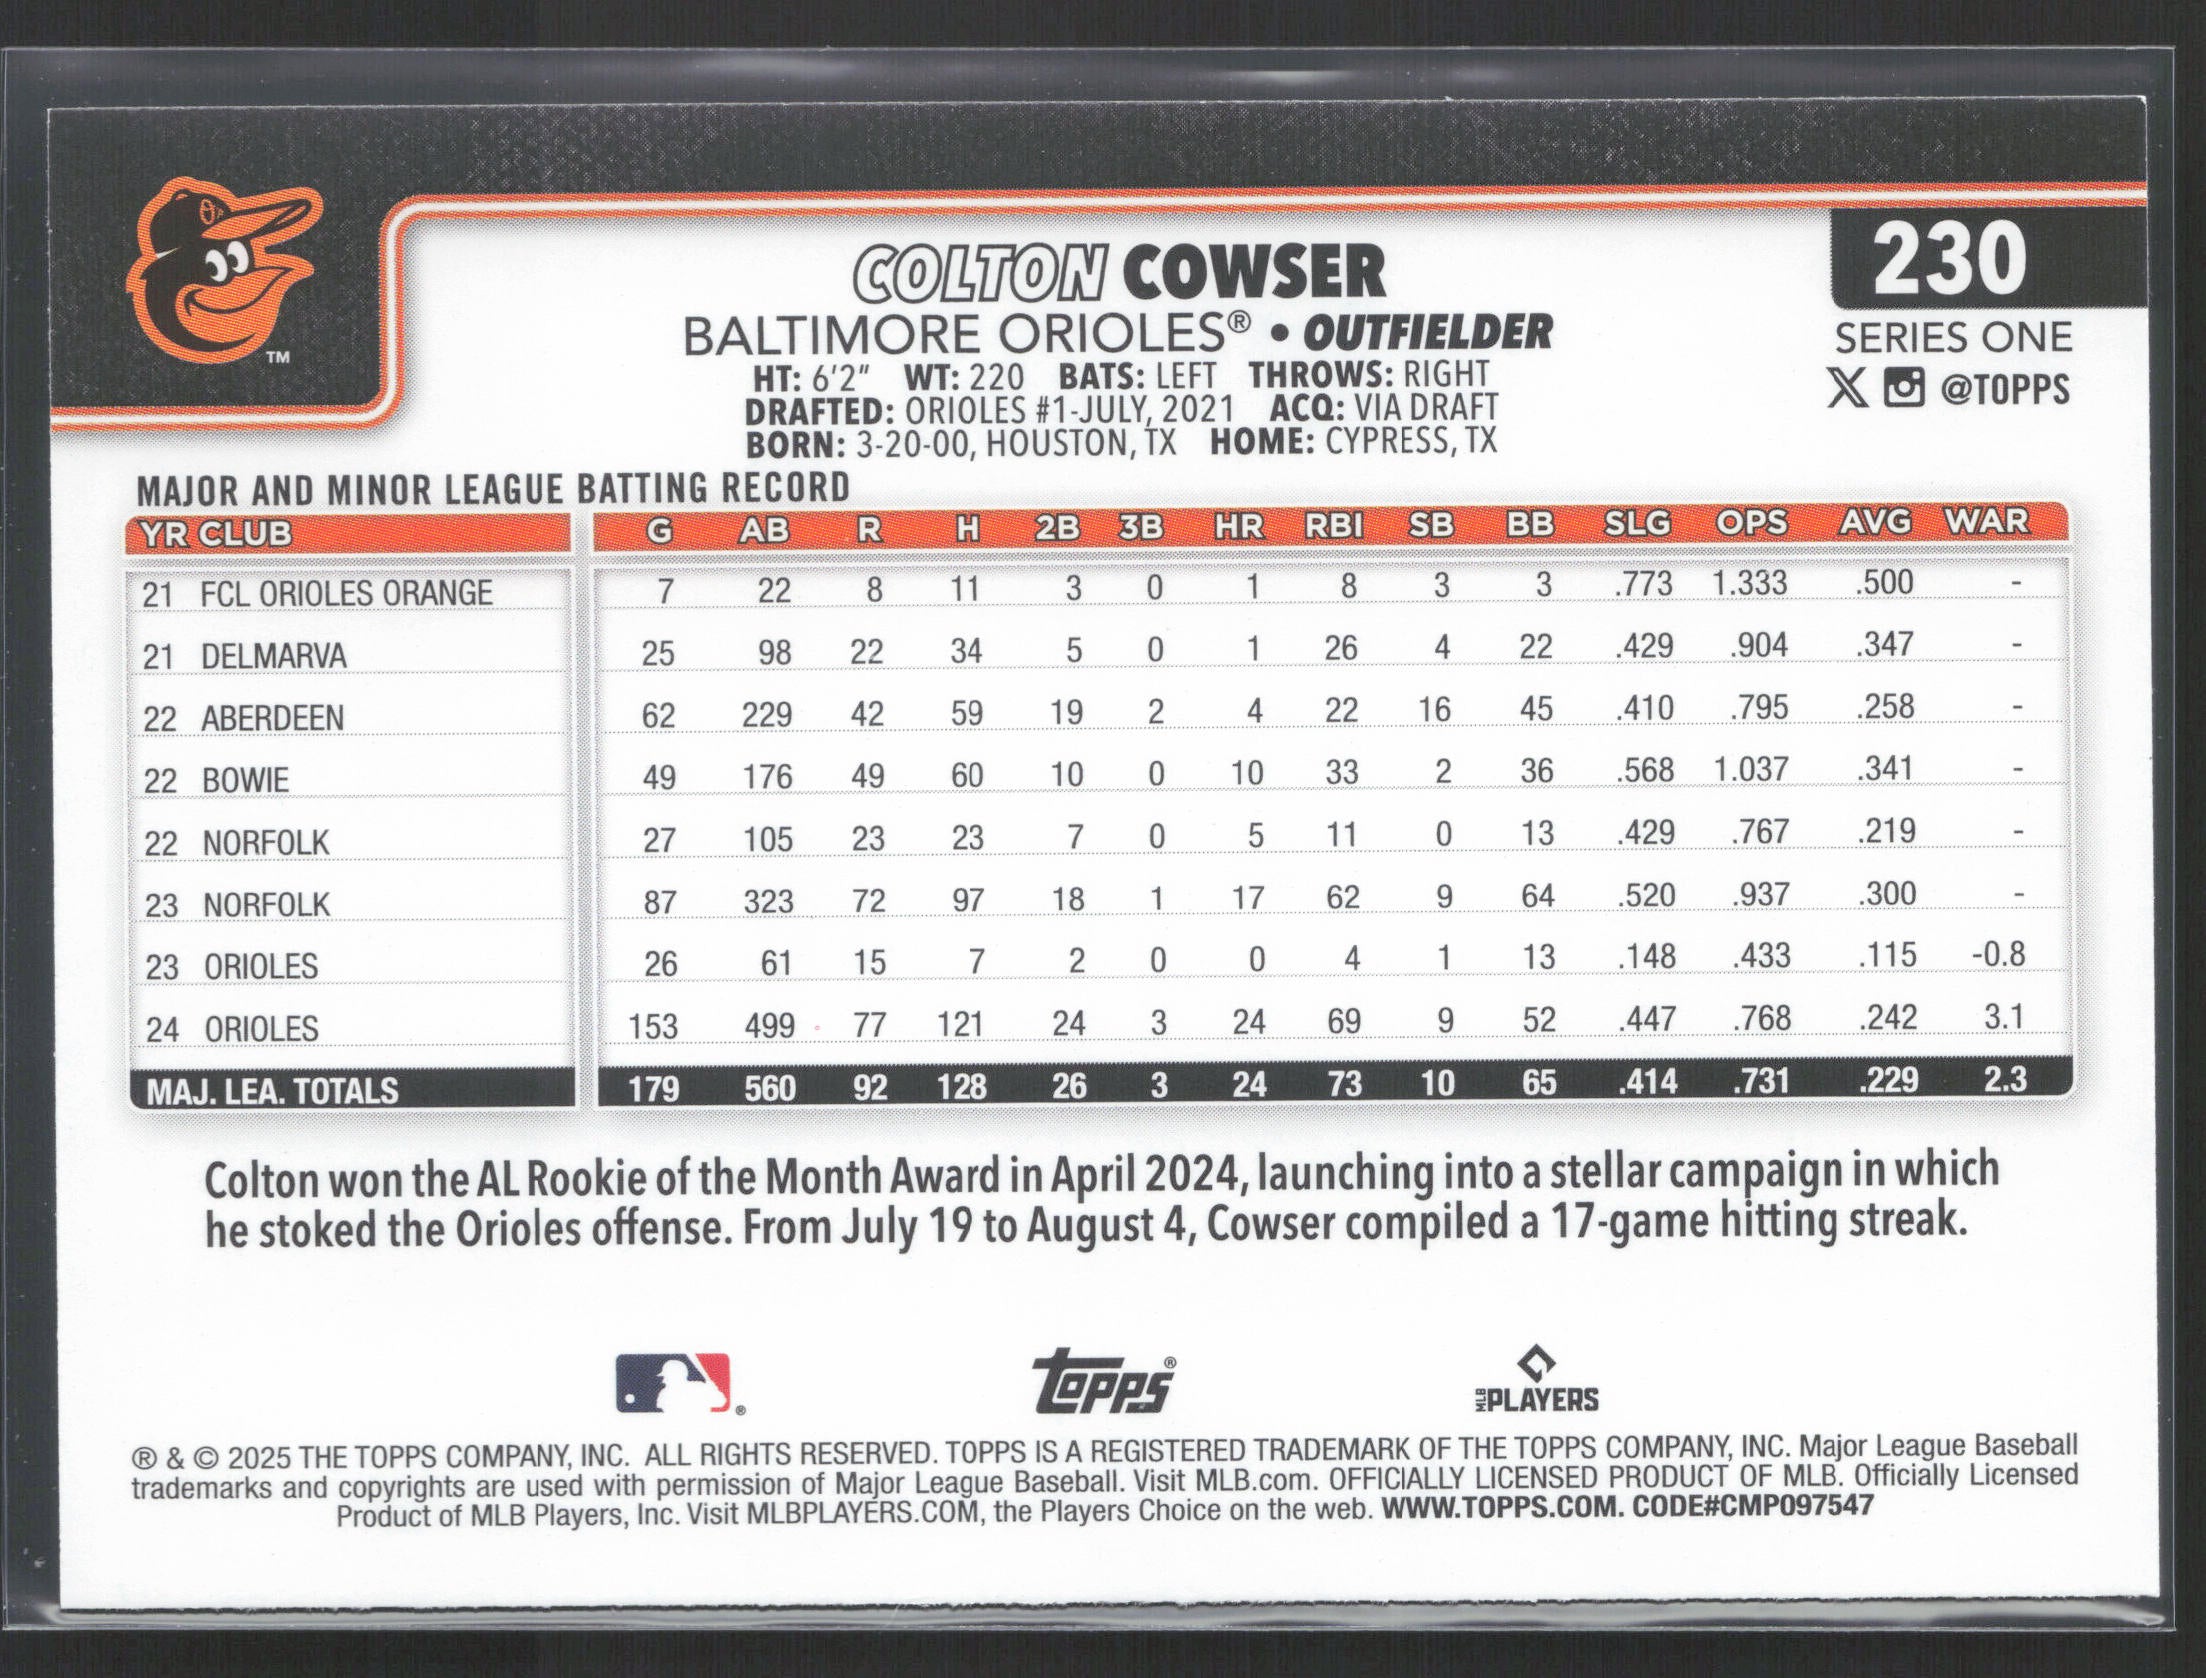 230
COLTON COWSER
BALTIMORE ORIOLES® • OUTFIELDER
SERIES ONE
HT: 6'2" WT: 220 BATS: LEFT THROWS: RIGHT
@TOPPS
DRAFTED: ORIOLES #1-JULY, 2021 ACQ: VIA DRAFT
BORN: 3-20-00, HOUSTON, TX HOME: CYPRESS, TX
TM
MAJOR AND MINOR LEAGUE BATTING RECORD
YR CLUB G AB R H 2B 3B HR RBI SB BB SLG OPS AVG WAR
21 FCL ORIOLES ORANGE 7 22 8 11 3 0 1 8 3 3 .773 1.333 .500 -
21 DELMARVA 25 98 22 34 5 0 1 26 4 22 .429 .904 .347 -
22 ABERDEEN 62 229 42 59 19 2 4 22 16 45 .410 .795 .258 -
22 BOWIE 49 176 49 60 10 0 10 33 2 36 .568 1.037 .341 -
22 NORFOLK 27 105 23 23 7 0 5 11 0 13 .429 .767 .219 -
23 NORFOLK 87 323 72 97 18 1 17 62 9 64 .520 .937 .300 -
23 ORIOLES 26 61 15 7 2 0 0 4 1 13 .148 .433 .115 -0.8
24 ORIOLES 153 499 77 121 24 3 24 69 9 52 .447 .768 .242 3.1
MAJ. LEA. TOTALS 179 560 92 128 26 3 24 73 10 65 .414 .731 .229 2.3
Colton won the AL Rookie of the Month Award in April 2024, launching into a stellar campaign in which
he stoked the Orioles offense. From July 19 to August 4, Cowser compiled a 17-game hitting streak.
® topps® MLB PLAYERS
® & © 2025 THE TOPPS COMPANY, INC. ALL RIGHTS RESERVED. TOPPS IS A REGISTERED TRADEMARK OF THE TOPPS COMPANY, INC. Major League Baseball
trademarks and copyrights are used with permission of Major League Baseball. Visit MLB.com. OFFICIALLY LICENSED PRODUCT OF MLB. Officially Licensed
Product of MLB Players, Inc. Visit MLBPLAYERS.COM, the Players Choice on the web. WWW.TOPPS.COM. CODE#CMP097547